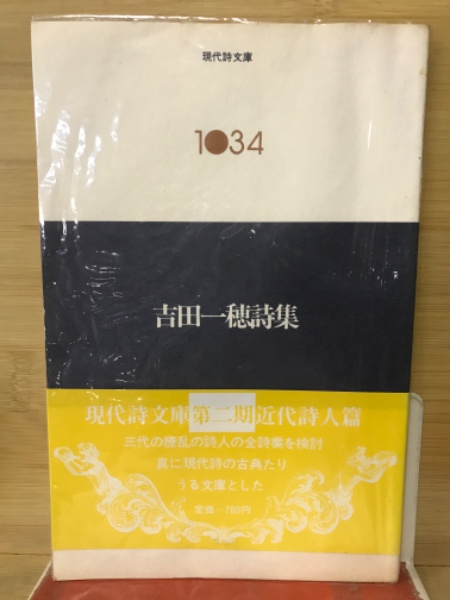 現代詩文庫
1●34
吉田一穂詩集
現代詩文庫第二期近代詩人篇
三代の撩乱の詩人の全詩業を検討
真に現代詩の古典たり
うる文庫とした
定価—780円